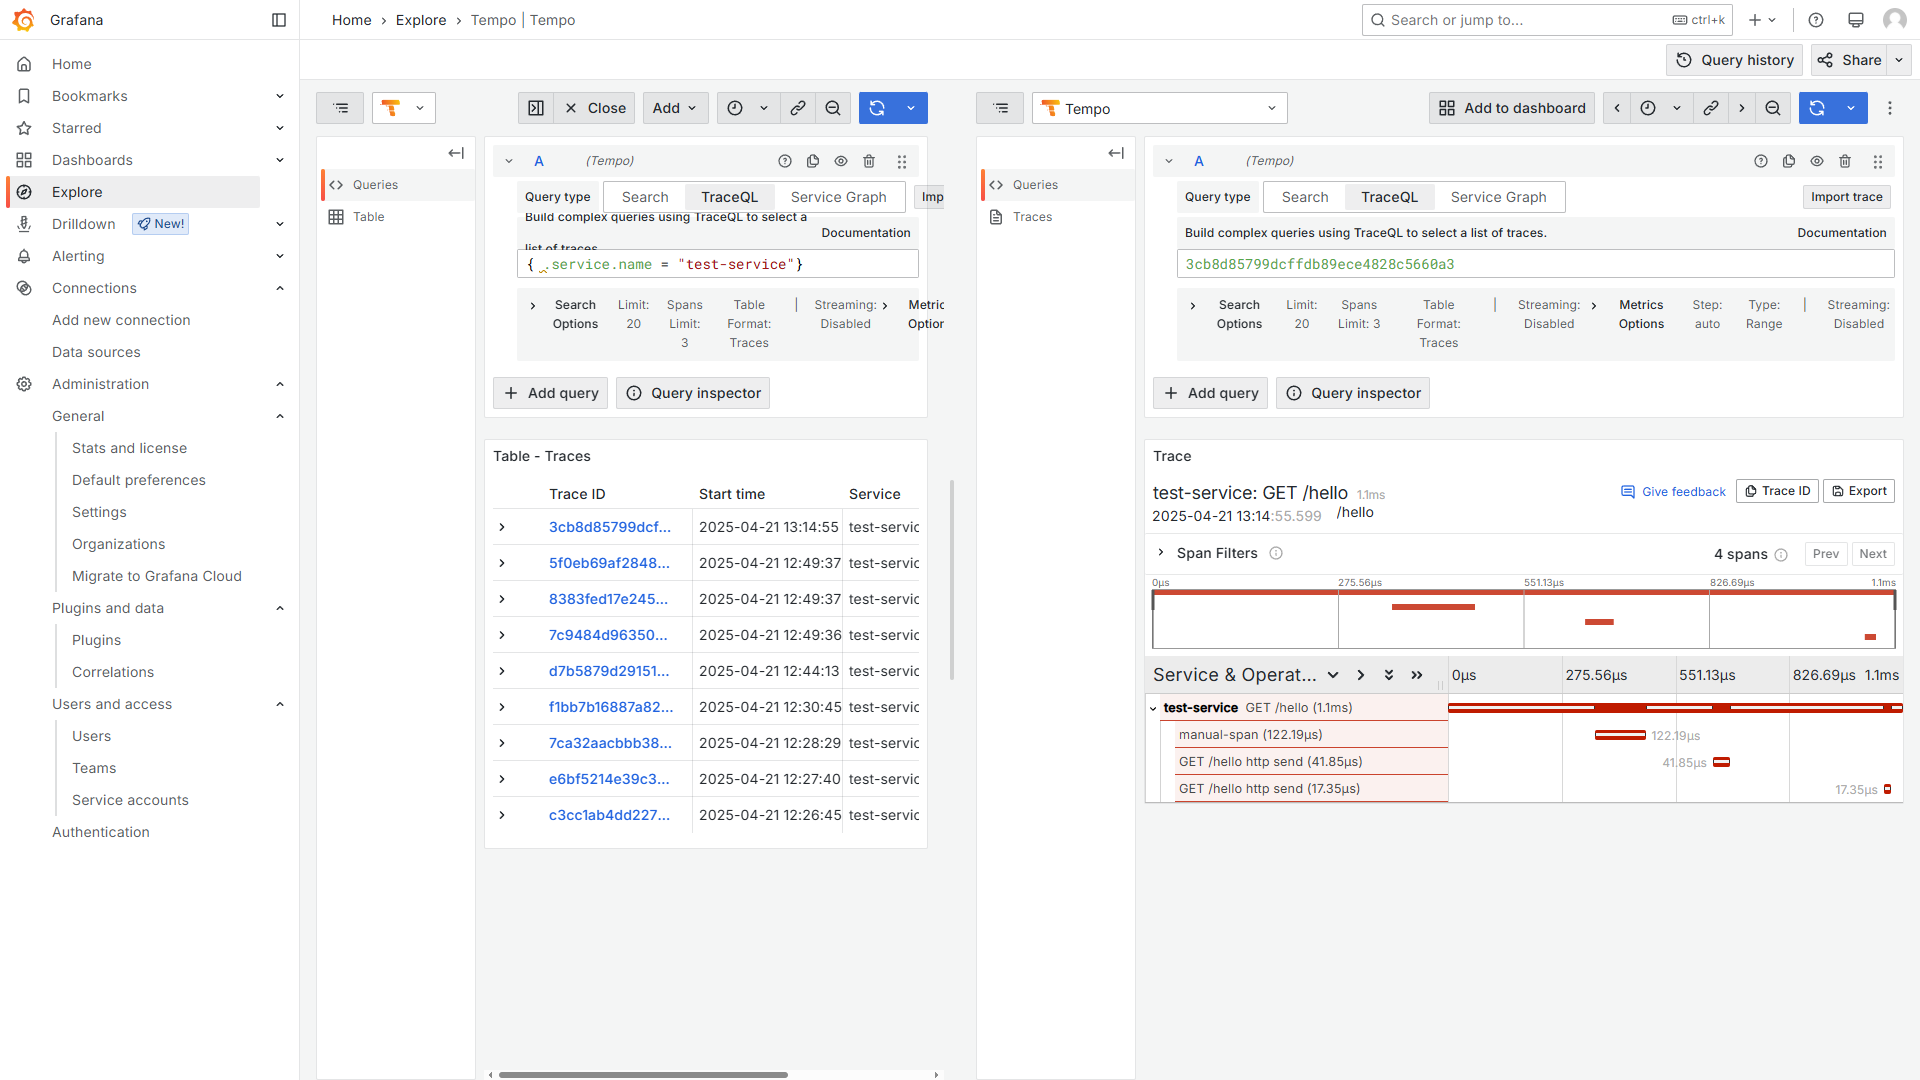 Grafana
Home › Explore › Tempo | Tempo
Search or jump to...
ctrl+k
Query history
Share
Home
Bookmarks
Starred
Dashboards
Explore
Drilldown
New!
Alerting
Connections
Add new connection
Data sources
Administration
General
Stats and license
Default preferences
Settings
Organizations
Migrate to Grafana Cloud
Plugins and data
Plugins
Correlations
Users and access
Users
Teams
Service accounts
Authentication
Close
Add
Queries
Table
A
(Tempo)
Query type
Search
TraceQL
Service Graph
Imp
Build complex queries using TraceQL to select a
list of traces.
Documentation
{ .service.name = "test-service"}
Search Limit: Spans Table | Streaming: Metric
Options 20 Limit: Format: Disabled Option
3 Traces
Add query
Query inspector
Table - Traces
Trace ID Start time Service
3cb8d85799dcf... 2025-04-21 13:14:55 test-servic
5f0eb69af2848... 2025-04-21 12:49:37 test-servic
8383fed17e245... 2025-04-21 12:49:37 test-servic
7c9484d96350... 2025-04-21 12:49:36 test-servic
d7b5879d29151... 2025-04-21 12:44:13 test-servic
f1bb7b16887a82... 2025-04-21 12:30:45 test-servic
7ca32aacbbb38... 2025-04-21 12:28:29 test-servic
e6bf5214e39c3... 2025-04-21 12:27:40 test-servic
c3cc1ab4dd227... 2025-04-21 12:26:45 test-servic
Tempo
Add to dashboard
Queries
Traces
A
(Tempo)
Query type
Search
TraceQL
Service Graph
Import trace
Build complex queries using TraceQL to select a list of traces.
Documentation
3cb8d85799dcffdb89ece4828c5660a3
Search Limit: Spans Table | Streaming: Metrics Step: Type: | Streaming:
Options 20 Limit: 3 Format: Disabled Options auto Range Disabled
Traces
Add query
Query inspector
Trace
test-service: GET /hello 1.1ms
Give feedback
Trace ID
Export
2025-04-21 13:14:55.599 /hello
Span Filters
4 spans
Prev
Next
0μs 275.56μs 551.13μs 826.69μs 1.1ms
Service & Operat... 0μs 275.56μs 551.13μs 826.69μs 1.1ms
test-service GET /hello (1.1ms)
manual-span (122.19μs) 122.19μs
GET /hello http send (41.85μs) 41.85μs
GET /hello http send (17.35μs) 17.35μs